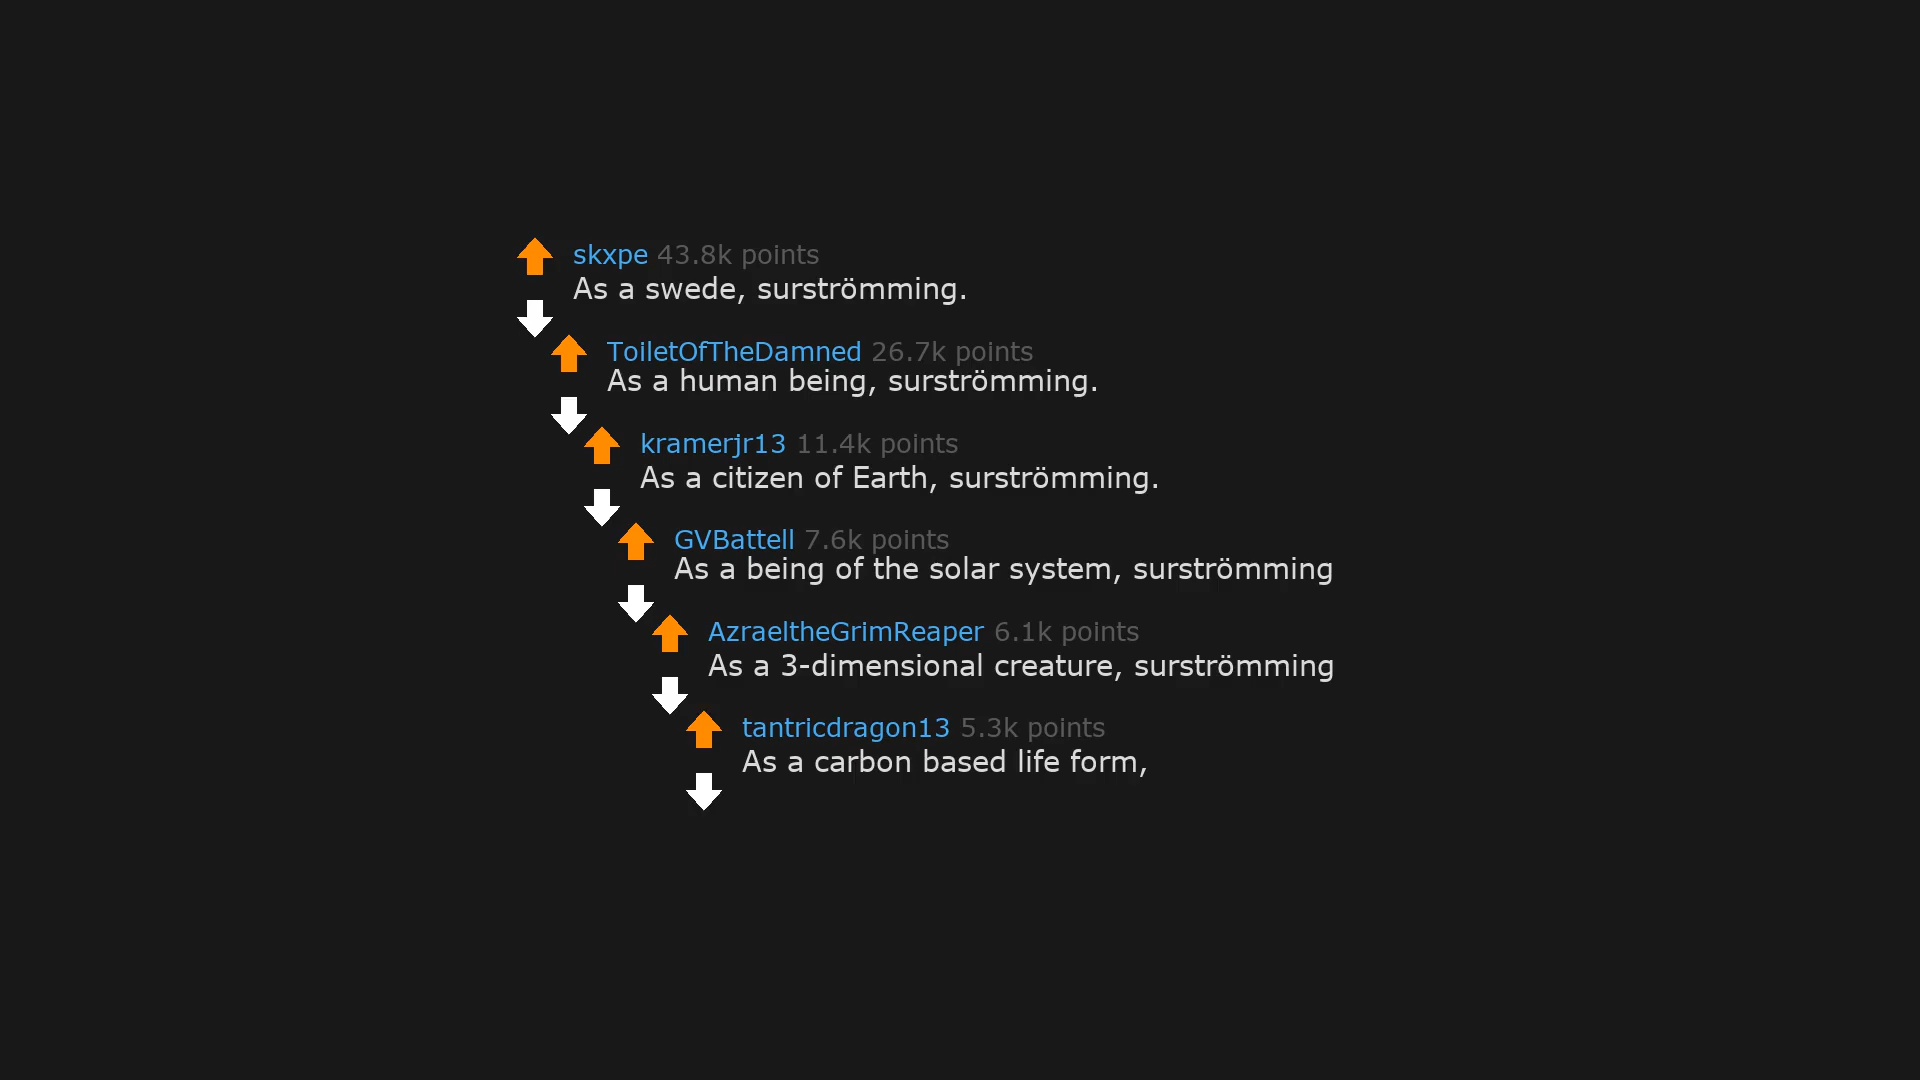 skxpe 43.8k points
As a swede, surströmming.
ToiletOfTheDamned 26.7k points
As a human being, surströmming.
kramerjr13 11.4k points
As a citizen of Earth, surströmming.
GVBattell 7.6k points
As a being of the solar system, surströmming
AzraeltheGrimReaper 6.1k points
As a 3-dimensional creature, surströmming
tantricdragon13 5.3k points
As a carbon based life form,